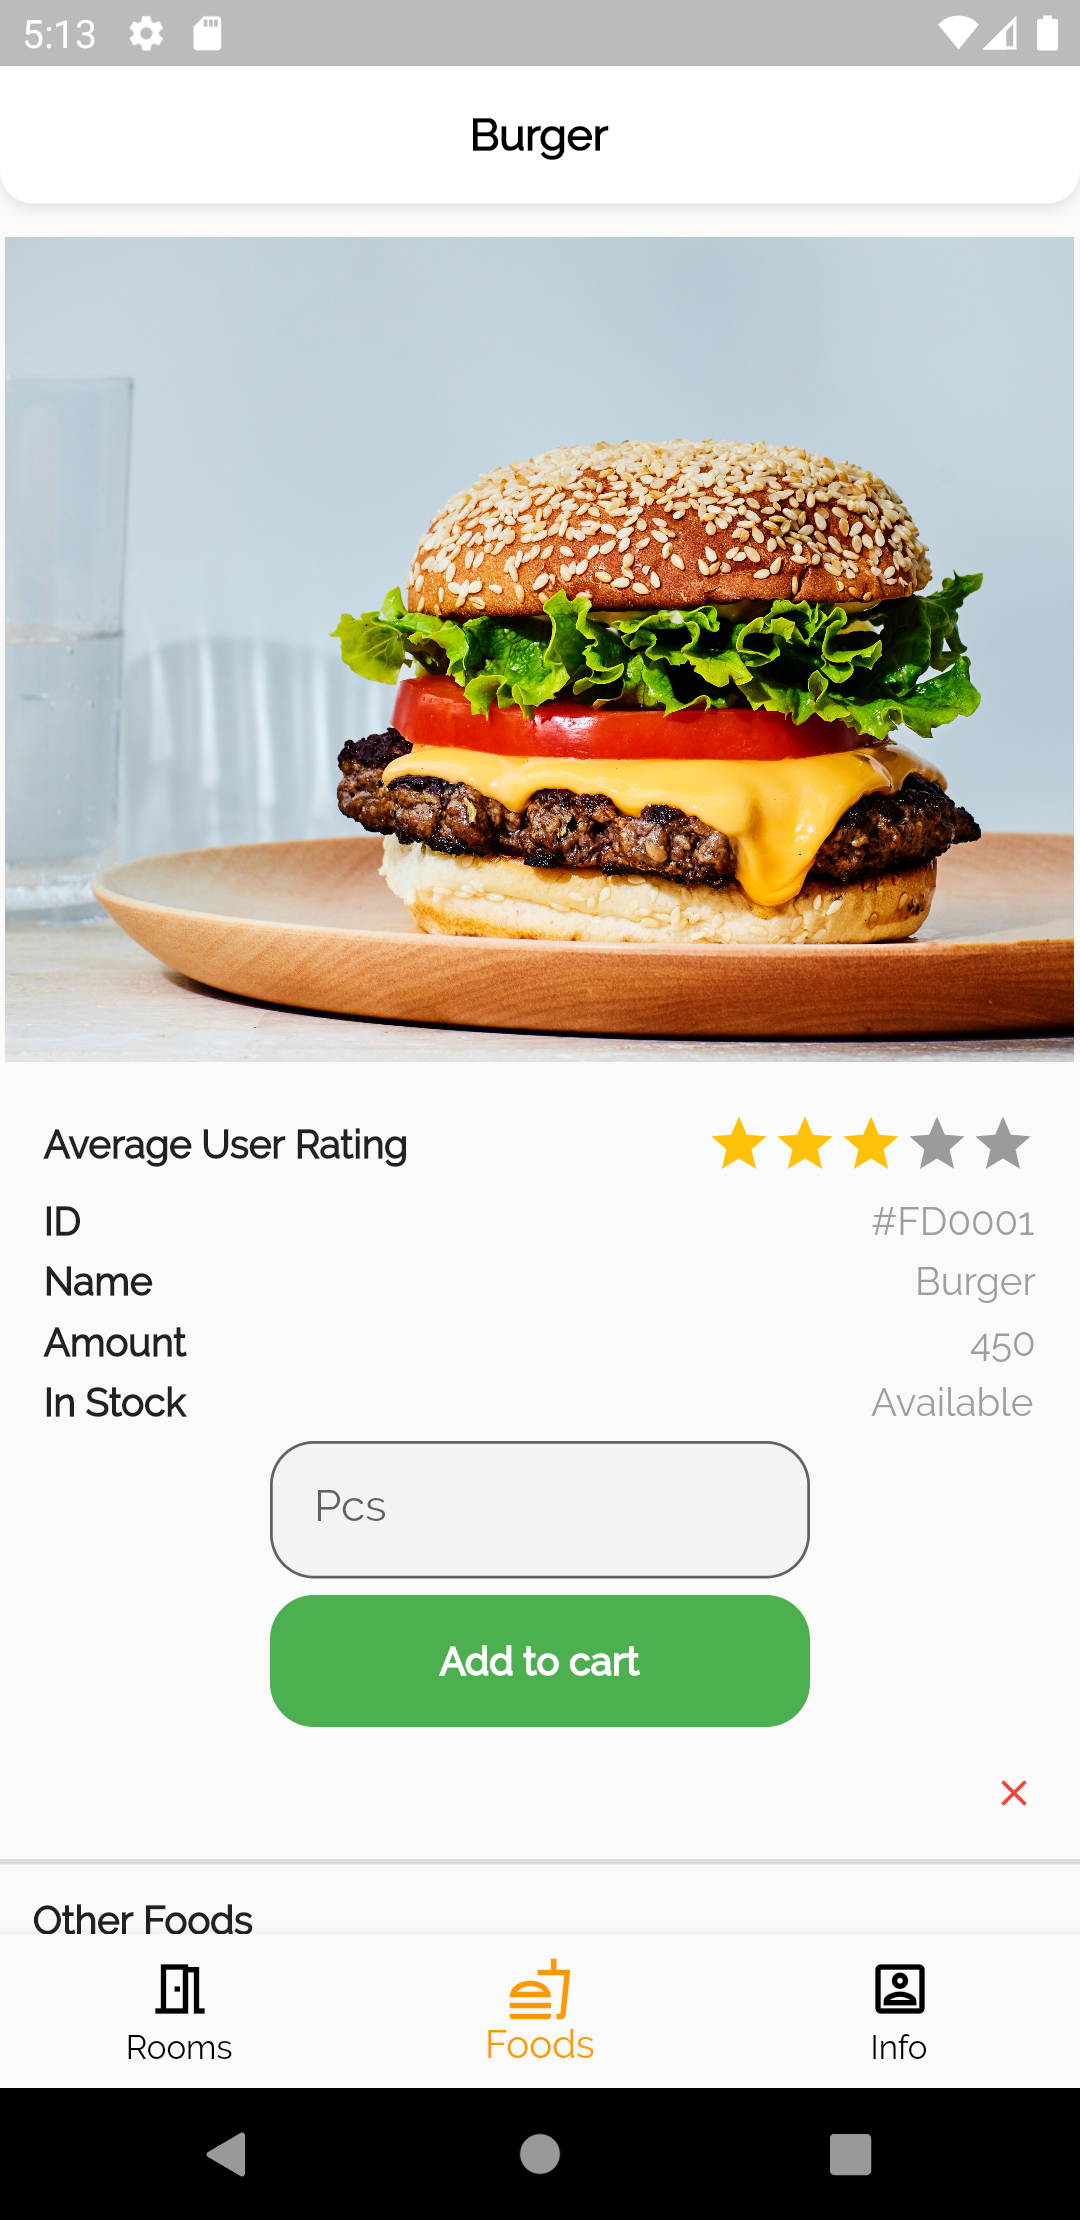 5:13
Burger
Average User Rating
ID #FD0001
Name Burger
Amount 450
In Stock Available
Pcs
Add to cart
Other Foods
Rooms Foods Info